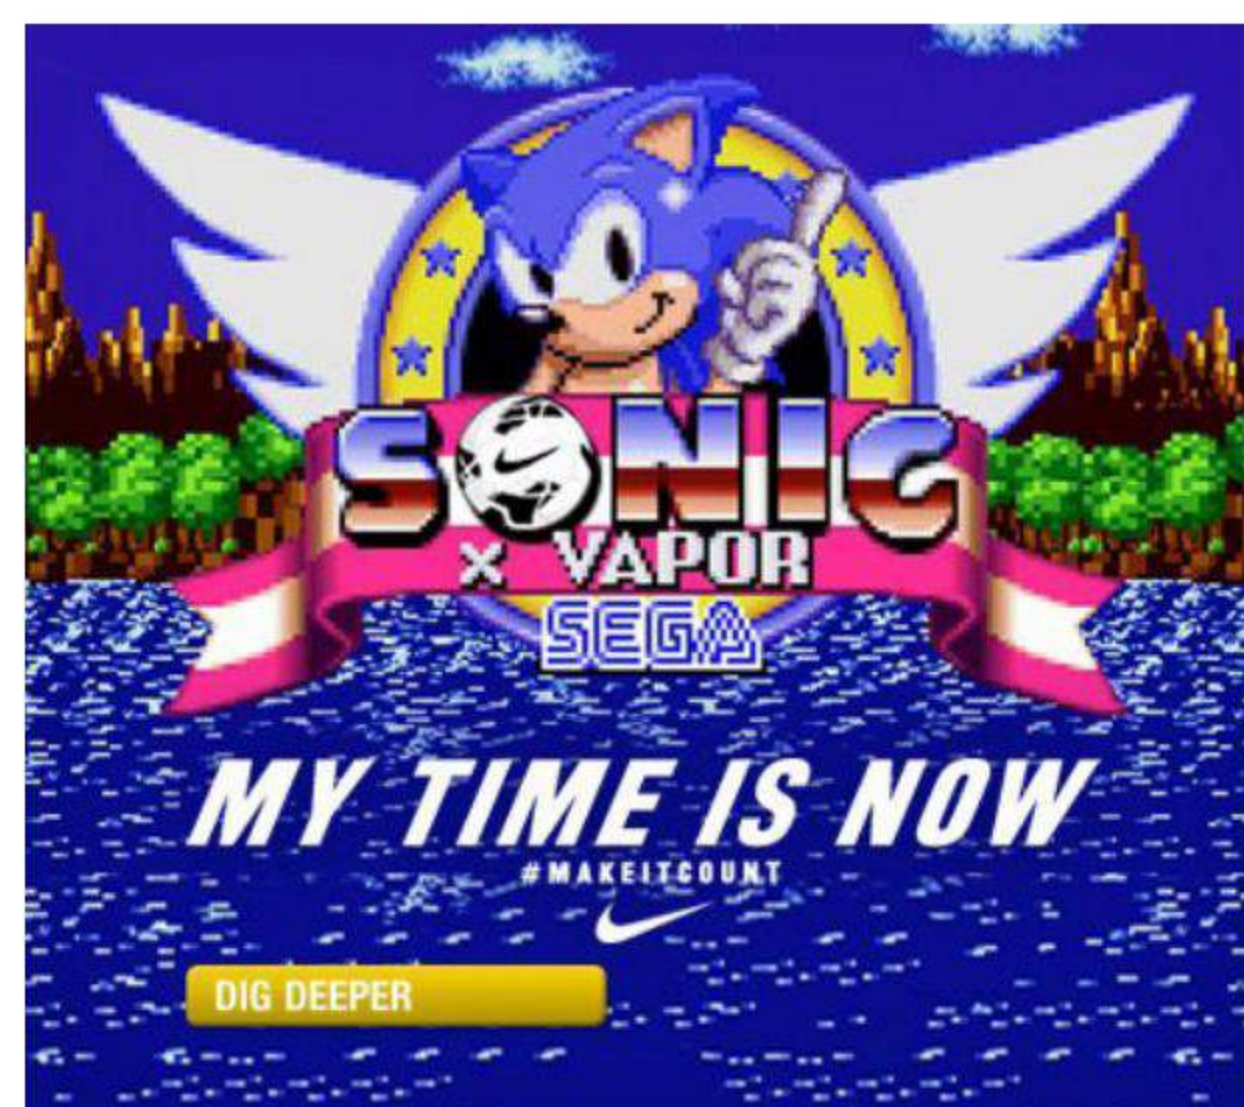 SONIC
x VAPOR
SEGA
MY TIME IS NOW
#MAKEITCOUNT
DIG DEEPER